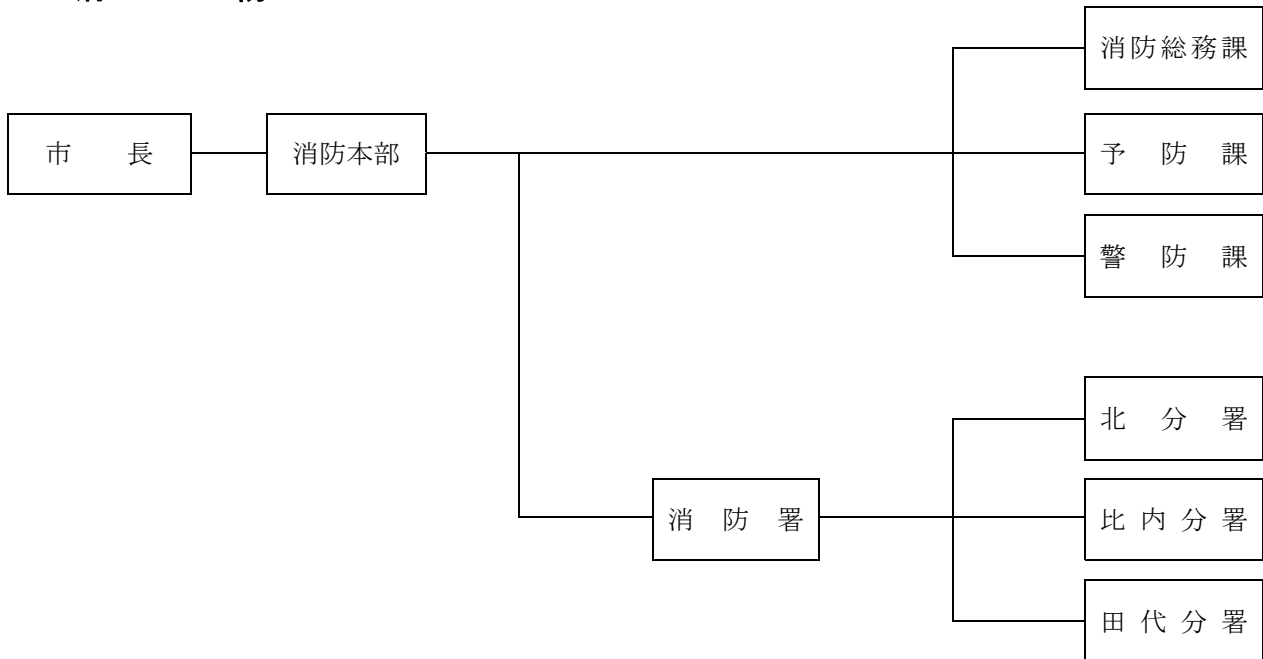 消防総務課
市長
消防本部
予防課
警防課
北分署
消防署
比内分署
田代分署